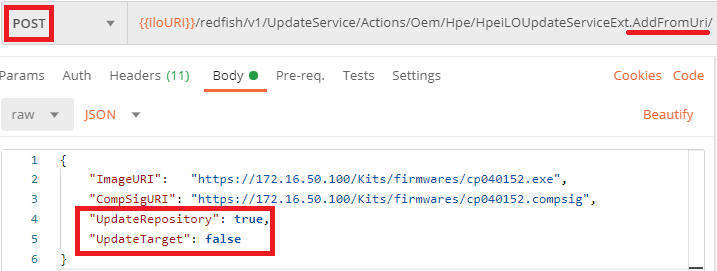 POST {{iloURI}}/redfish/v1/UpdateService/Actions/Oem/Hpe/HpeiLOUpdateServiceExt.AddFromUri/
Params Auth Headers (11) Body Pre-req. Tests Settings Cookies Code
raw JSON Beautify
1 {
2 "ImageURI": "https://172.16.50.100/Kits/firmwares/cp040152.exe",
3 "CompSigURI": "https://172.16.50.100/Kits/firmwares/cp040152.compsig",
4 "UpdateRepository": true,
5 "UpdateTarget": false
6 }